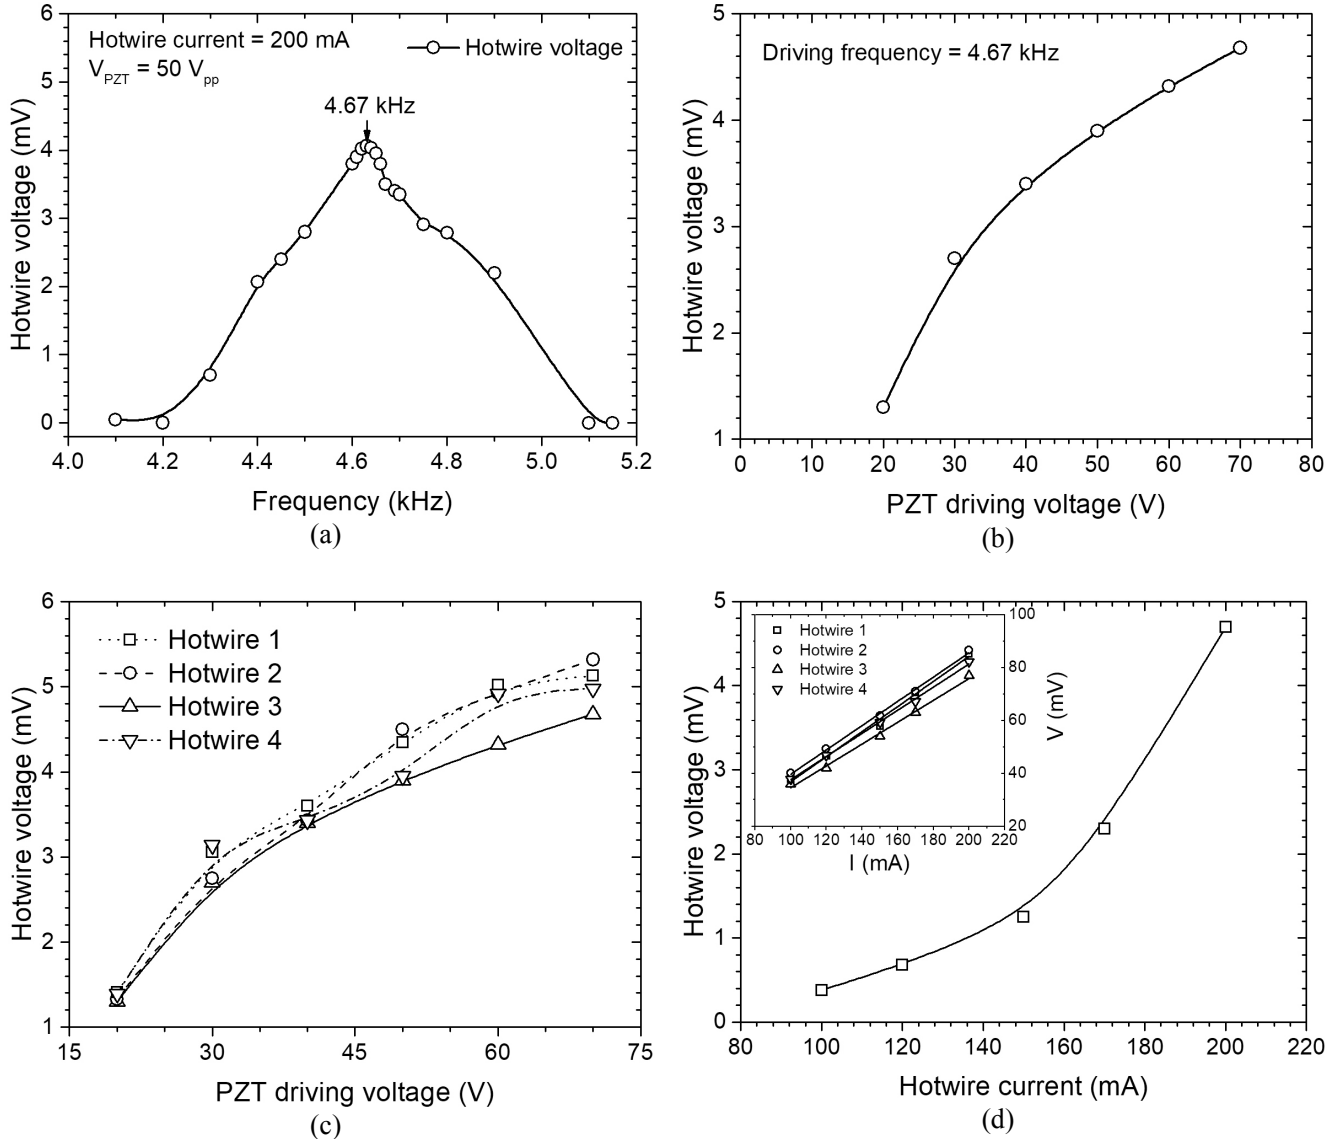 Hotwire current = 200 mA
V_PZT = 50 V_pp
Hotwire voltage
4.67 kHz
Hotwire voltage (mV)
6
5
4
3
2
1
0
4.0 4.2 4.4 4.6 4.8 5.0 5.2
Frequency (kHz)
(a)
Driving frequency = 4.67 kHz
Hotwire voltage (mV)
5
4
3
2
1
0 10 20 30 40 50 60 70 80
PZT driving voltage (V)
(b)
Hotwire 1
Hotwire 2
Hotwire 3
Hotwire 4
Hotwire voltage (mV)
6
5
4
3
2
1
15 30 45 60 75
PZT driving voltage (V)
(c)
Hotwire voltage (mV)
5
4
3
2
1
0
80 100 120 140 160 180 200 220
Hotwire current (mA)
Hotwire 1
Hotwire 2
Hotwire 3
Hotwire 4
100
80
60
40
20
V (mV)
80 100 120 140 160 180 200 220
I (mA)
(d)